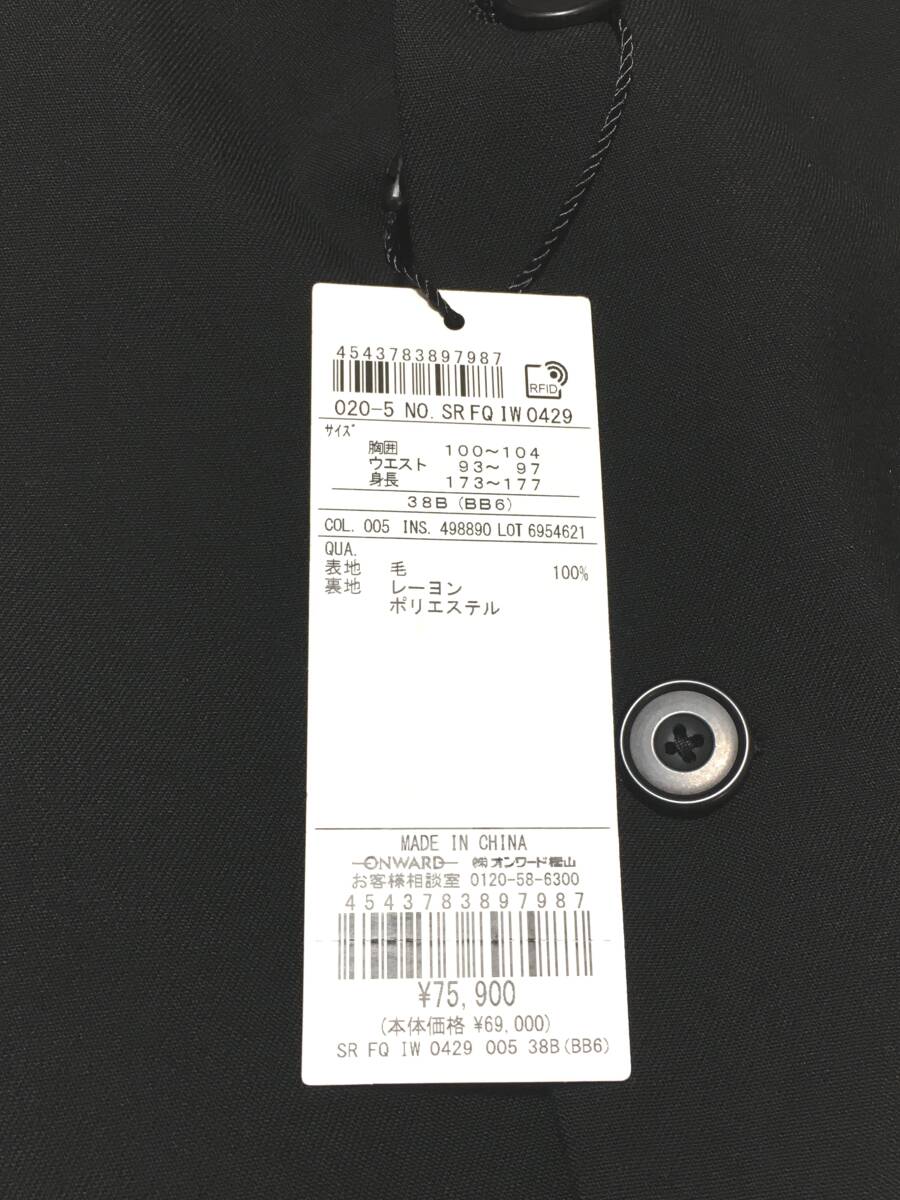 4543783897987
RFID
020-5 NO. SRFQIW0429
ｻｲｽﾞ
胸囲 100～104
ウエスト 93～ 97
身長 173～177
38B (BB6)
COL. 005 INS. 498890 LOT 6954621
QUA.
表地 毛 100%
裏地 レーヨン
ポリエステル
MADE IN CHINA
ONWARD ㈱オンワード樫山
お客様相談室 0120-58-6300
4543783897987
¥75,900
(本体価格 ¥69,000)
SR FQ IW 0429 005 38B(BB6)